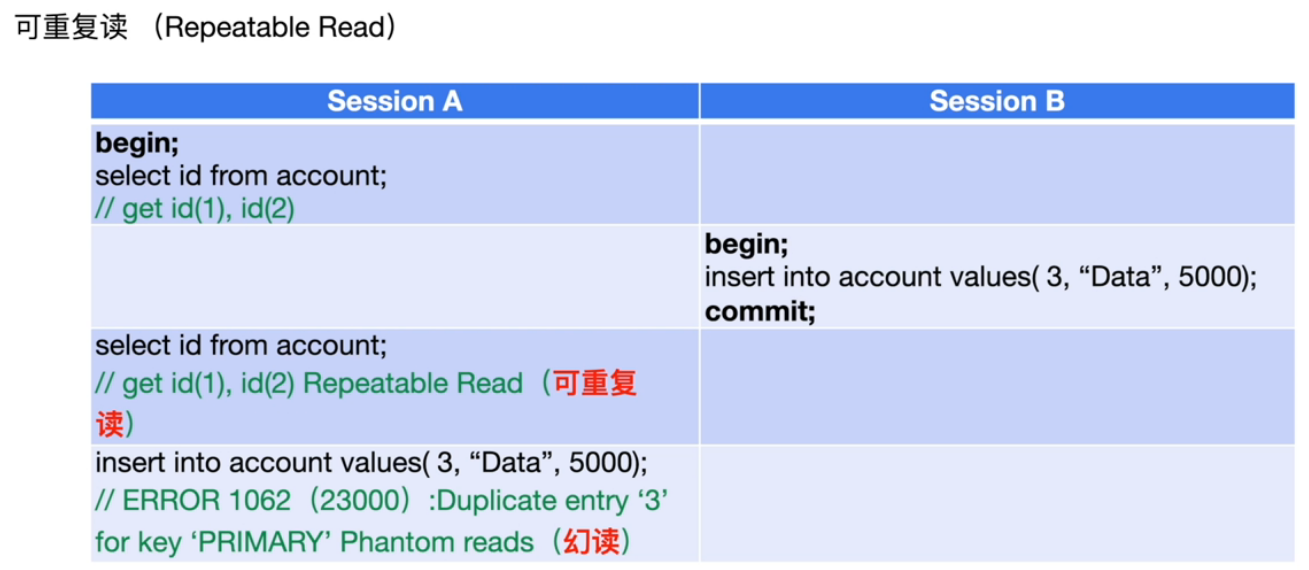 可重复读 （Repeatable Read）
Session A
Session B
begin;
select id from account;
// get id(1), id(2)
begin;
insert into account values( 3, “Data”, 5000);
commit;
select id from account;
// get id(1), id(2) Repeatable Read（可重复
读）
insert into account values( 3, “Data”, 5000);
// ERROR 1062（23000）:Duplicate entry ‘3’
for key ‘PRIMARY’ Phantom reads（幻读）